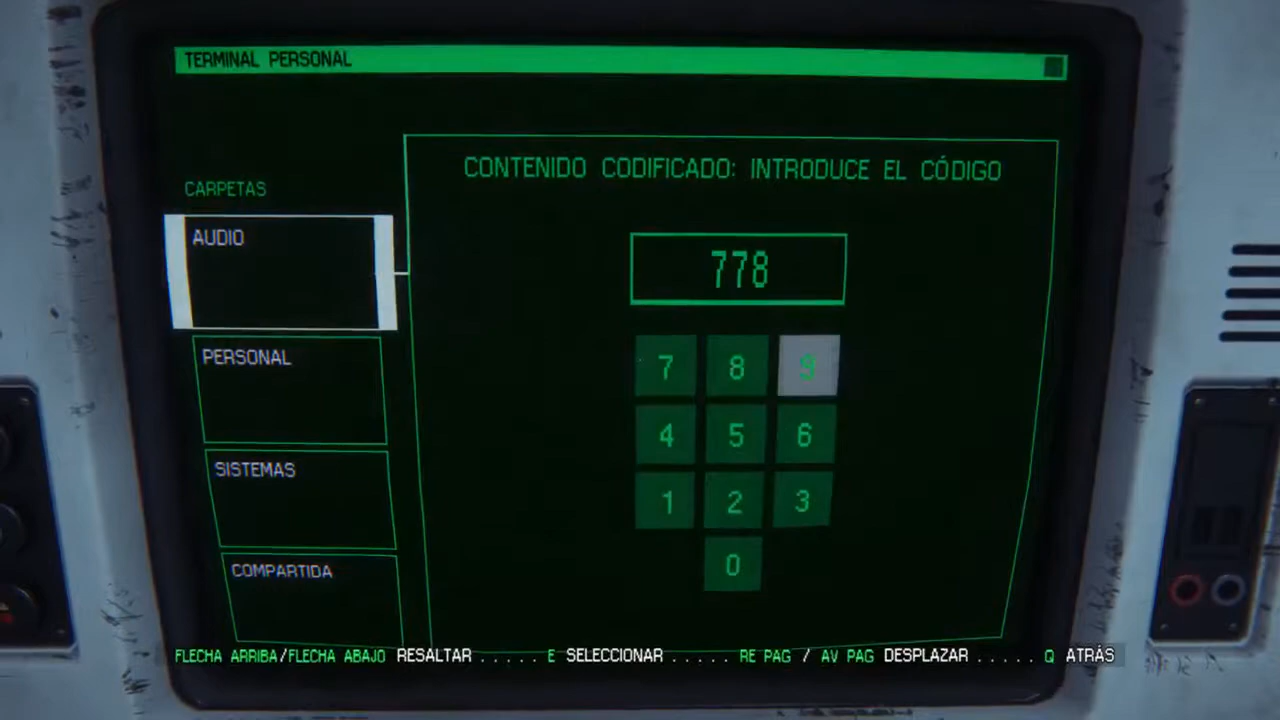 TERMINAL PERSONAL
CARPETAS
AUDIO
PERSONAL
SISTEMAS
COMPARTIDA
CONTENIDO CODIFICADO: INTRODUCE EL CÓDIGO
778
7 8 9
4 5 6
1 2 3
0
FLECHA ARRIBA/FLECHA ABAJO RESALTAR ..... E SELECCIONAR ..... RE PAG / AV PAG DESPLAZAR ..... Q ATRÁS